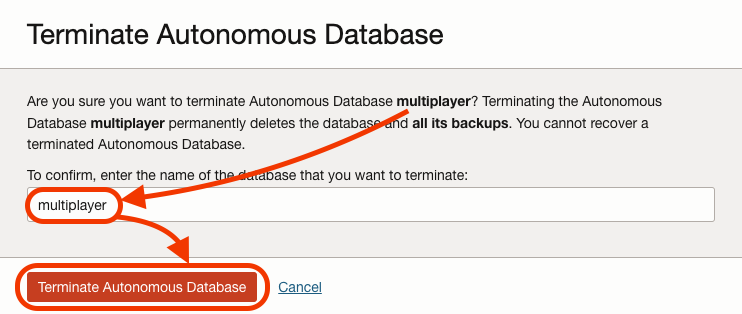 Terminate Autonomous Database
Are you sure you want to terminate Autonomous Database multiplayer? Terminating the Autonomous
Database multiplayer permanently deletes the database and all its backups. You cannot recover a
terminated Autonomous Database.
To confirm, enter the name of the database that you want to terminate:
multiplayer
Terminate Autonomous Database Cancel